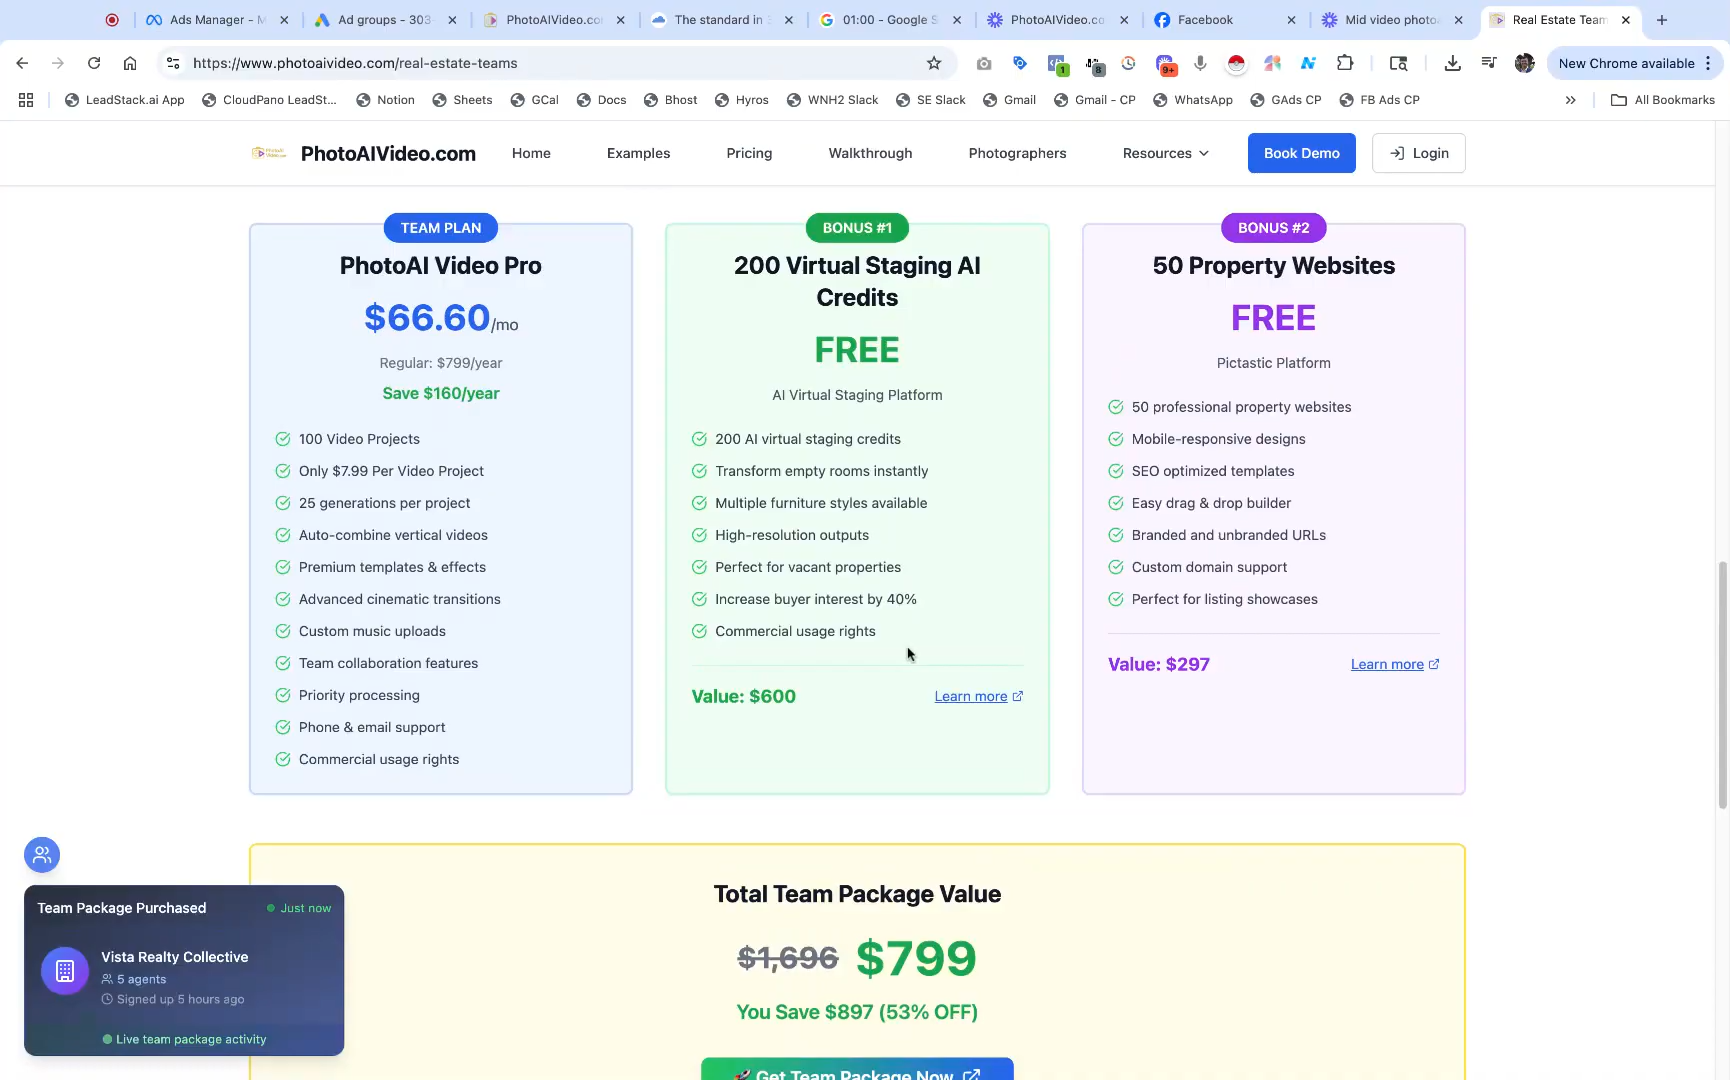 Ads Manager - M
Ad groups - 303-
PhotoAIVideo.co
The standard in
01:00 - Google S
PhotoAIVideo.co
Facebook
Mid video photo
Real Estate Team
https://www.photoaivideo.com/real-estate-teams
1
8
9+
New Chrome available
LeadStack.ai App
CloudPano LeadSt...
Notion
Sheets
GCal
Docs
Bhost
Hyros
WNH2 Slack
SE Slack
Gmail
Gmail - CP
WhatsApp
GAds CP
FB Ads CP
All Bookmarks
PhotoAIVideo.com
Home
Examples
Pricing
Walkthrough
Photographers
Resources
Book Demo
Login
TEAM PLAN
PhotoAI Video Pro
$66.60/mo
Regular: $799/year
Save $160/year
100 Video Projects
Only $7.99 Per Video Project
25 generations per project
Auto-combine vertical videos
Premium templates & effects
Advanced cinematic transitions
Custom music uploads
Team collaboration features
Priority processing
Phone & email support
Commercial usage rights
BONUS #1
200 Virtual Staging AI
Credits
FREE
AI Virtual Staging Platform
200 AI virtual staging credits
Transform empty rooms instantly
Multiple furniture styles available
High-resolution outputs
Perfect for vacant properties
Increase buyer interest by 40%
Commercial usage rights
Value: $600
Learn more
BONUS #2
50 Property Websites
FREE
Pictastic Platform
50 professional property websites
Mobile-responsive designs
SEO optimized templates
Easy drag & drop builder
Branded and unbranded URLs
Custom domain support
Perfect for listing showcases
Value: $297
Learn more
Total Team Package Value
$1,696 $799
You Save $897 (53% OFF)
Get Team Package Now
Team Package Purchased
Just now
Vista Realty Collective
5 agents
Signed up 5 hours ago
Live team package activity